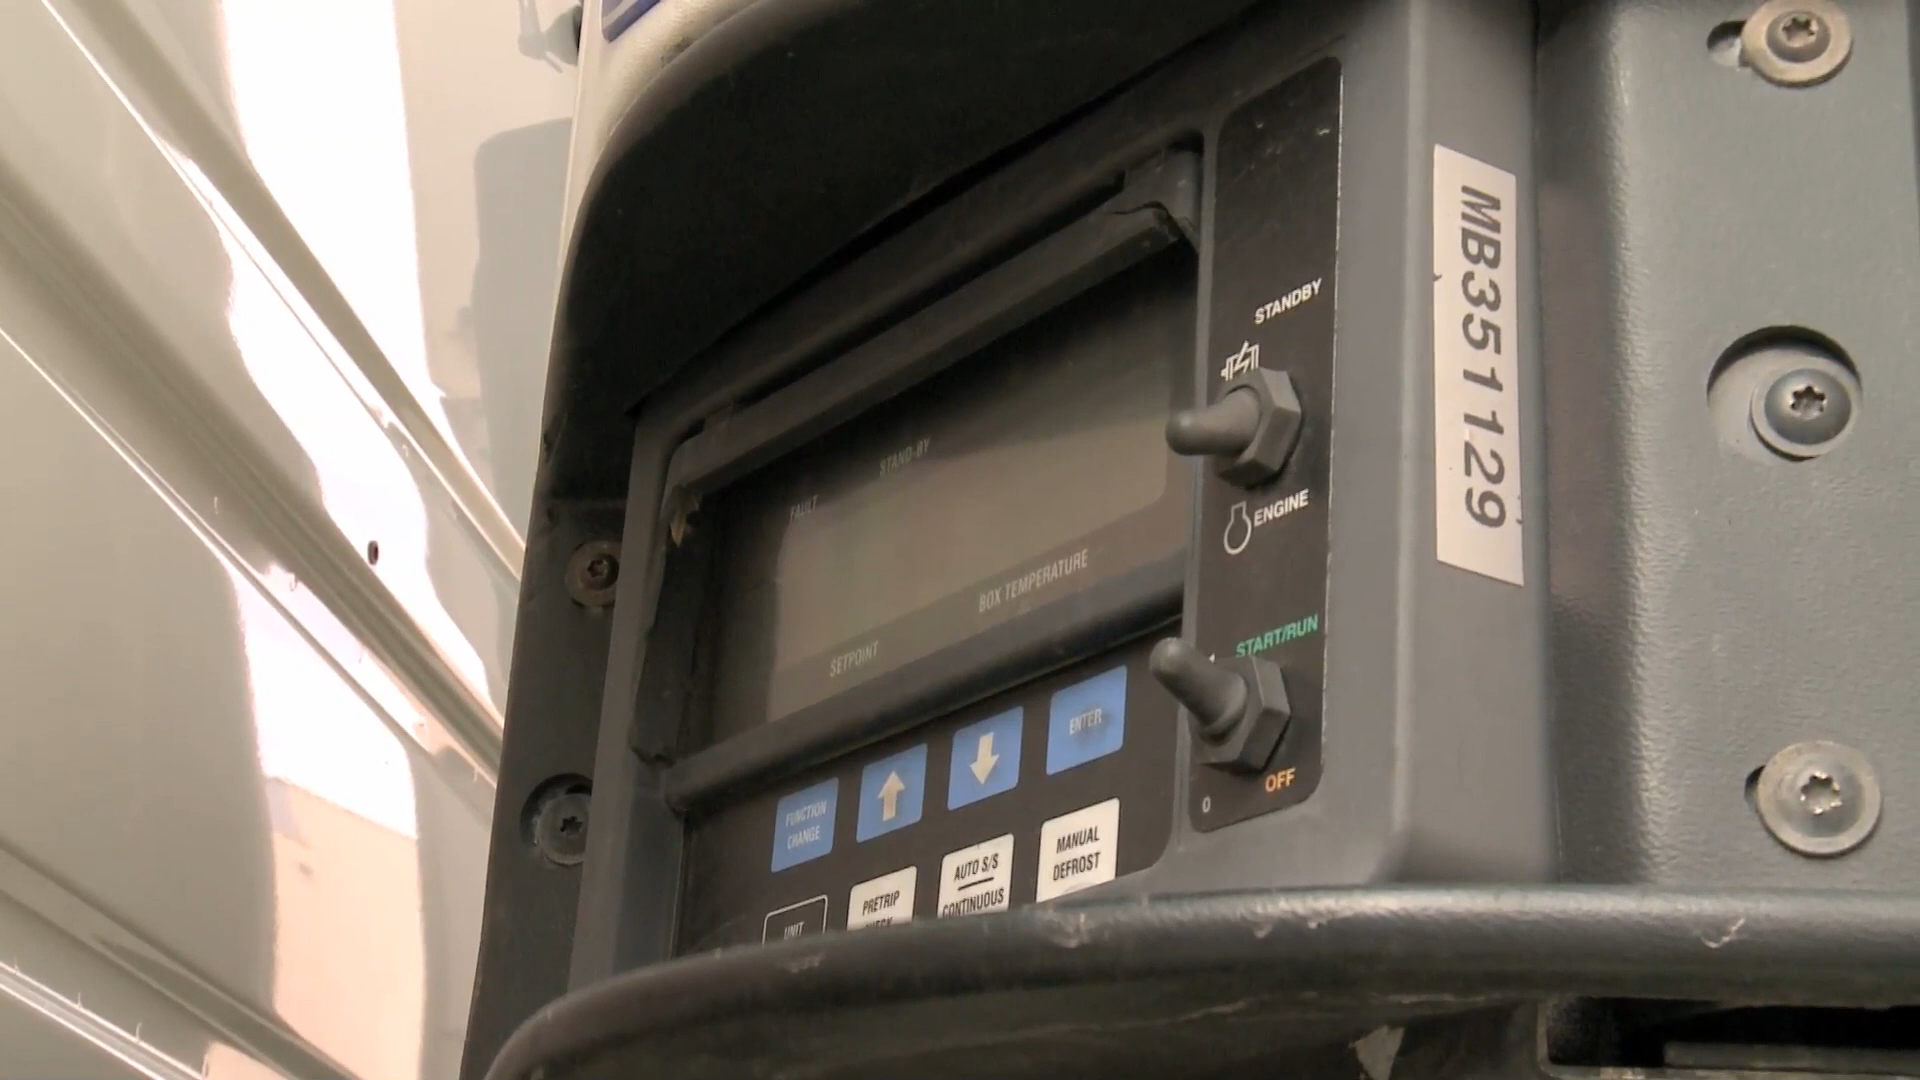 STANDBY
ENGINE
1 START/RUN
0 OFF
MB351129
STAND-BY
FAULT
BOX TEMPERATURE
SETPOINT
FUNCTION
CHANGE
ENTER
UNIT
PRETRIP
AUTO S/S
CONTINUOUS
MANUAL
DEFROST